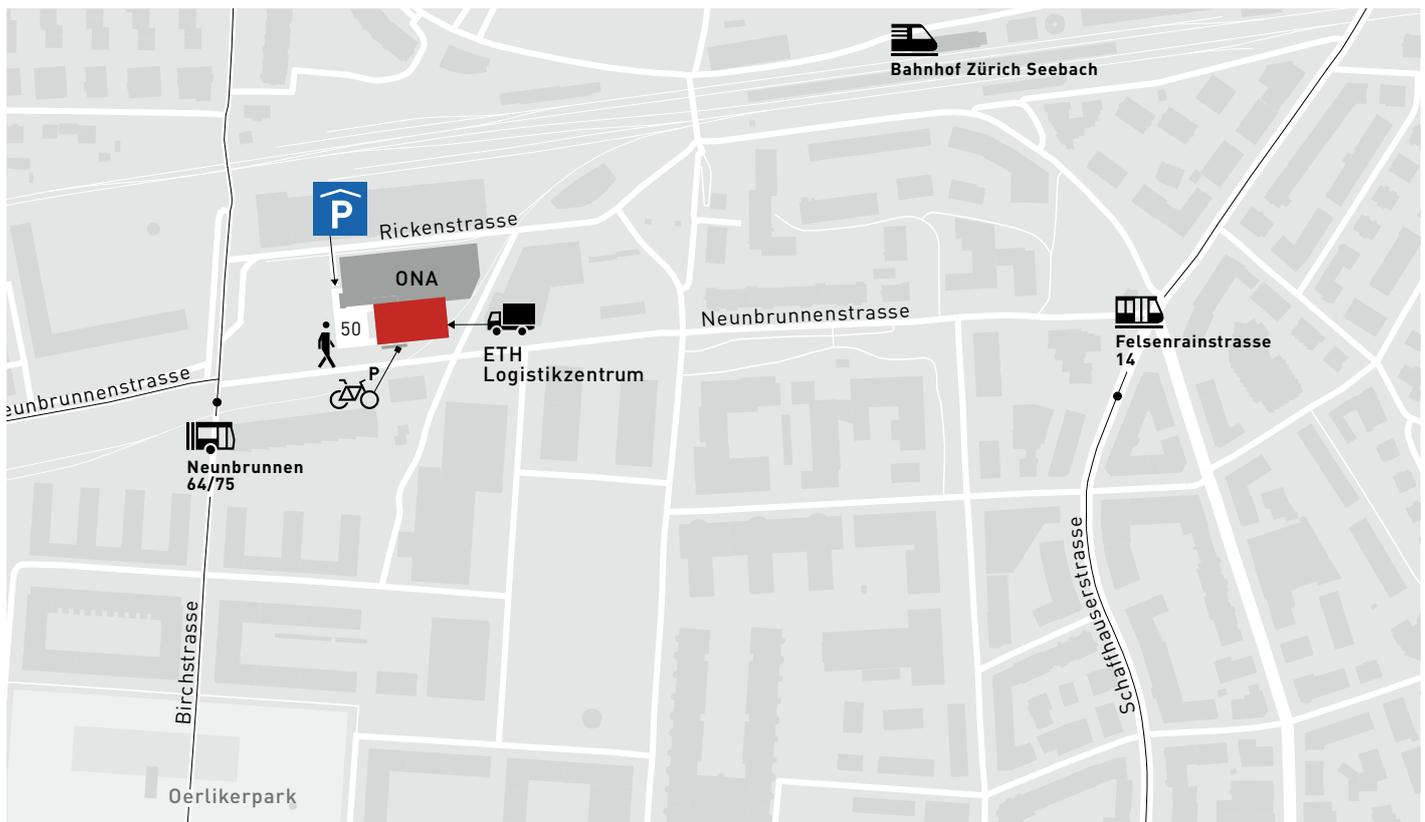 Bahnhof Zürich Seebach
P
Rickenstrasse
ONA
50
Neunbrunnenstrasse
ETH
Logistikzentrum
P
Felsenrainstrasse
14
eunbrunnenstrasse
Neunbrunnen
64/75
Schaffhauserstrasse
Birchstrasse
Oerlikerpark